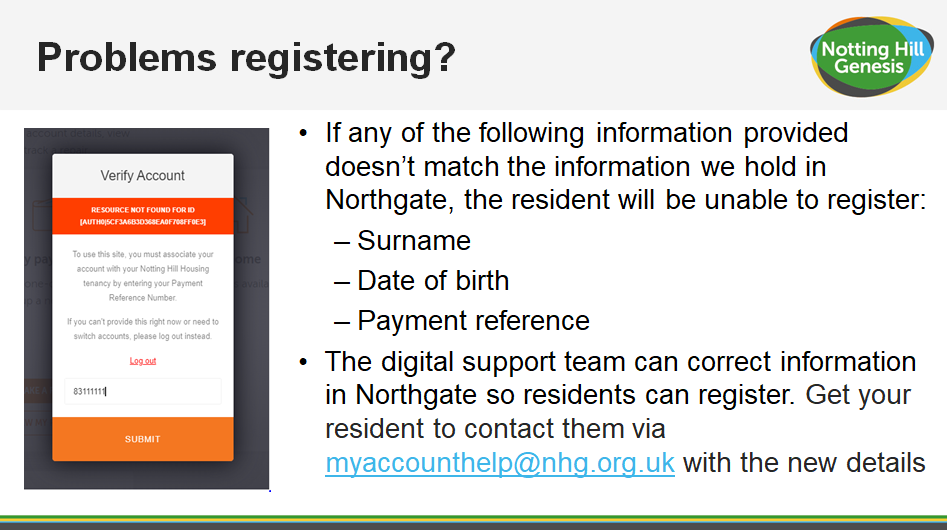 Problems registering?
Notting Hill
Genesis
Verify Account
RESOURCE NOT FOUND FOR ID
[AUTH0|5CF3A6B3D368EA0F708FF0E3]
To use this site, you must associate your
account with your Notting Hill Housing
tenancy by entering your Payment
Reference Number.
If you can't provide this right now or need to
switch accounts, please log out instead.
Log out
83111111
SUBMIT
• If any of the following information provided
doesn’t match the information we hold in
Northgate, the resident will be unable to register:
– Surname
– Date of birth
– Payment reference
• The digital support team can correct information
in Northgate so residents can register. Get your
resident to contact them via
myaccounthelp@nhg.org.uk with the new details